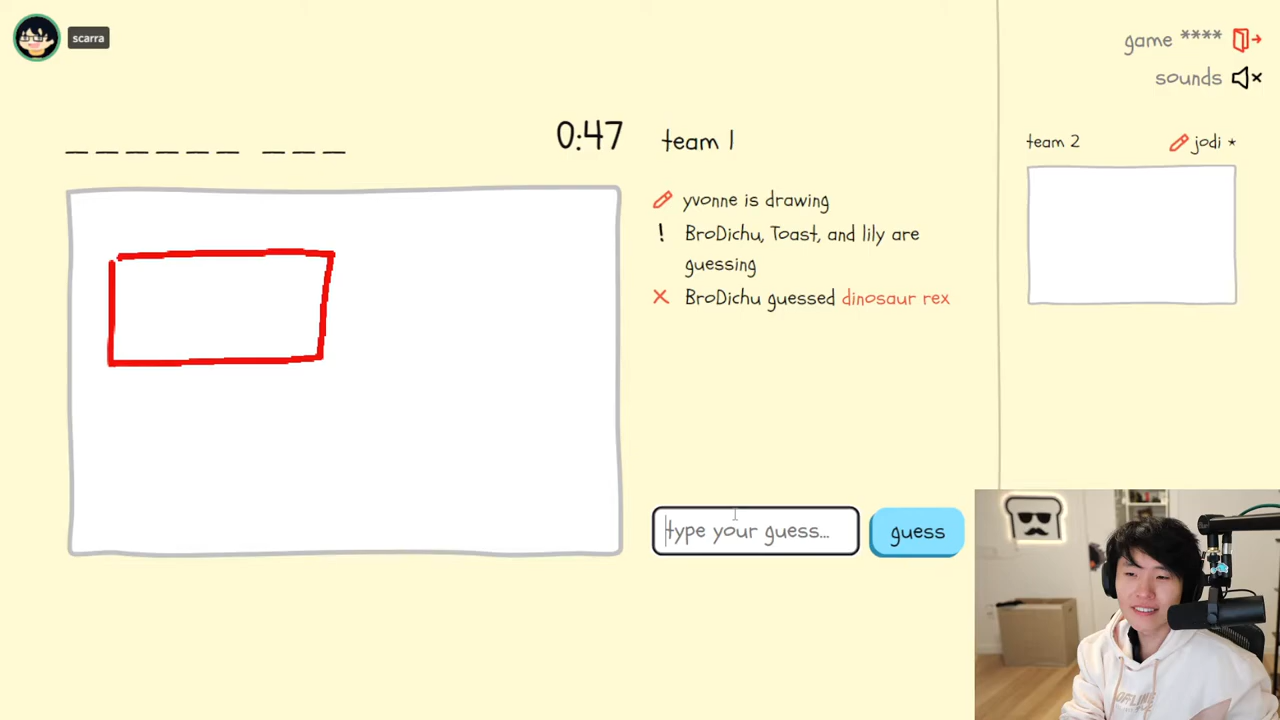 scarra
game ****
sounds
0:47
team 1
team 2
jodi *
yvonne is drawing
! BroDichu, Toast, and lily are
guessing
BroDichu guessed dinosaur rex
type your guess...
guess